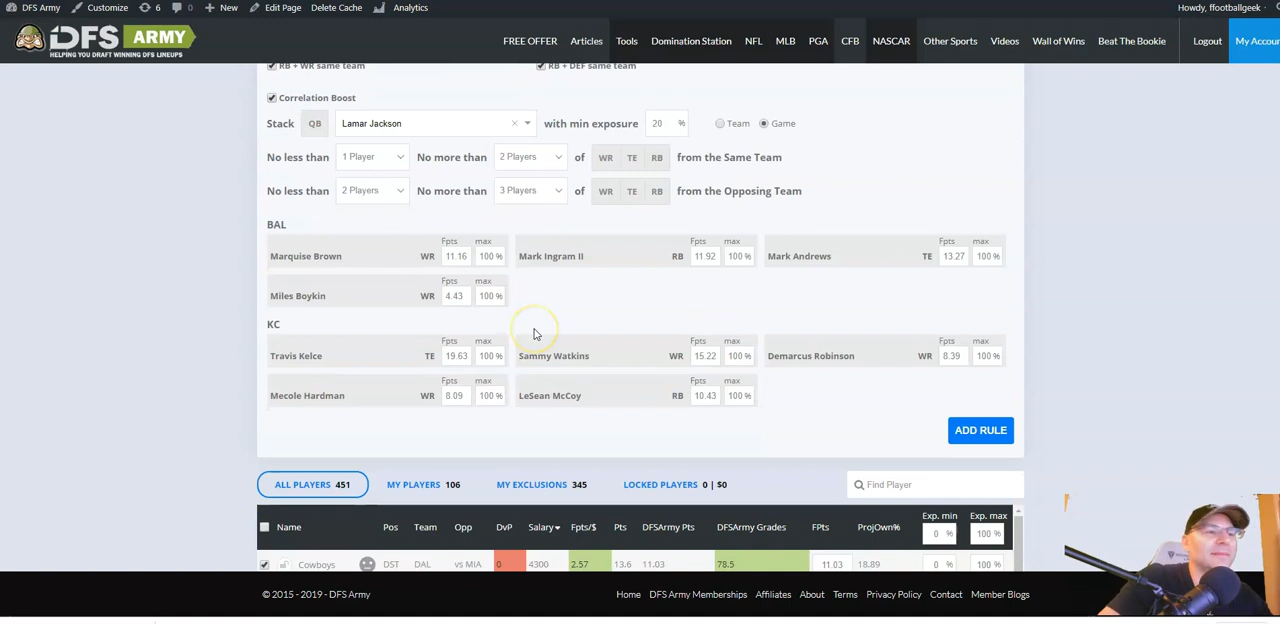 DFS Army Customize 6 0 New Edit Page Delete Cache Analytics Howdy, ffootballgeek
DFS ARMY
HELPING YOU DRAFT WINNING DFS LINEUPS
FREE OFFER Articles Tools Domination Station NFL MLB PGA CFB NASCAR Other Sports Videos Wall of Wins Beat The Bookie Logout My Accour
RB + WR same team RB + DEF same team
Correlation Boost
Stack QB Lamar Jackson × with min exposure 20 % Team Game
No less than 1 Player No more than 2 Players of WR TE RB from the Same Team
No less than 2 Players No more than 3 Players of WR TE RB from the Opposing Team
BAL
Fpts max Fpts max Fpts max
Marquise Brown WR 11.16 100 % Mark Ingram II RB 11.92 100 % Mark Andrews TE 13.27 100 %
Fpts max
Miles Boykin WR 4.43 100 %
KC
Fpts max Fpts max Fpts max
Travis Kelce TE 19.63 100 % Sammy Watkins WR 15.22 100 % Demarcus Robinson WR 8.39 100 %
Fpts max Fpts max
Mecole Hardman WR 8.09 100 % LeSean McCoy RB 10.43 100 %
ADD RULE
ALL PLAYERS 451 MY PLAYERS 106 MY EXCLUSIONS 345 LOCKED PLAYERS 0 | $0 Find Player
Exp. min Exp. max
Name Pos Team Opp DvP Salary Fpts/$ Pts DFSArmy Pts DFSArmy Grades FPts ProjOwn%
0 % 100 %
Cowboys DST DAL vs MIA 0 4300 2.57 13.6 11.03 78.5 11.03 18.89 0 % 100 %
© 2015 - 2019 - DFS Army Home DFS Army Memberships Affiliates About Terms Privacy Policy Contact Member Blogs